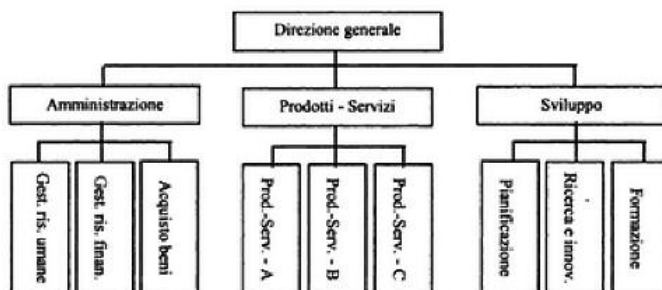 Direzione generale
Amministrazione
Prodotti - Servizi
Sviluppo
Gest. ris. umane
Gest. ris. finan.
Acquisto beni
Prod.-Serv. - A
Prod.-Serv. - B
Prod.-Serv. - C
Pianificazione
Ricerca e innov.
Formazione